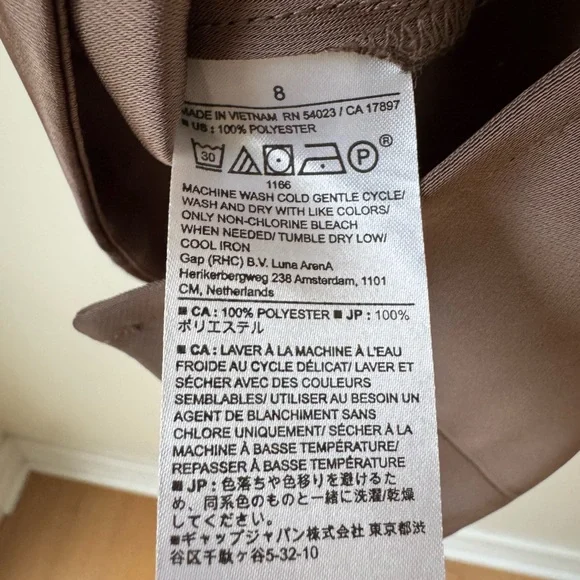 8
MADE IN VIETNAM RN 54023 / CA 17897
■ US : 100% POLYESTER
30 P ®
1166
MACHINE WASH COLD GENTLE CYCLE/
WASH AND DRY WITH LIKE COLORS/
ONLY NON-CHLORINE BLEACH
WHEN NEEDED/ TUMBLE DRY LOW/
COOL IRON
Gap (RHC) B.V. Luna ArenA
Herikerbergweg 238 Amsterdam, 1101
CM, Netherlands
■ CA : 100% POLYESTER ■ JP : 100%
ポリエステル
■ CA : LAVER À LA MACHINE À L'EAU
FROIDE AU CYCLE DÉLICAT/ LAVER ET
SÉCHER AVEC DES COULEURS
SEMBLABLES/ UTILISER AU BESOIN UN
AGENT DE BLANCHIMENT SANS
CHLORE UNIQUEMENT/ SÉCHER À LA
MACHINE À BASSE TEMPÉRATURE/
REPASSER À BASSE TEMPÉRATURE
■ JP : 色落ちや色移りを避けるた
め、同系色のものと一緒に洗濯/乾燥
してください。
■ギャップジャパン株式会社 東京都渋
谷区千駄ヶ谷5-32-10